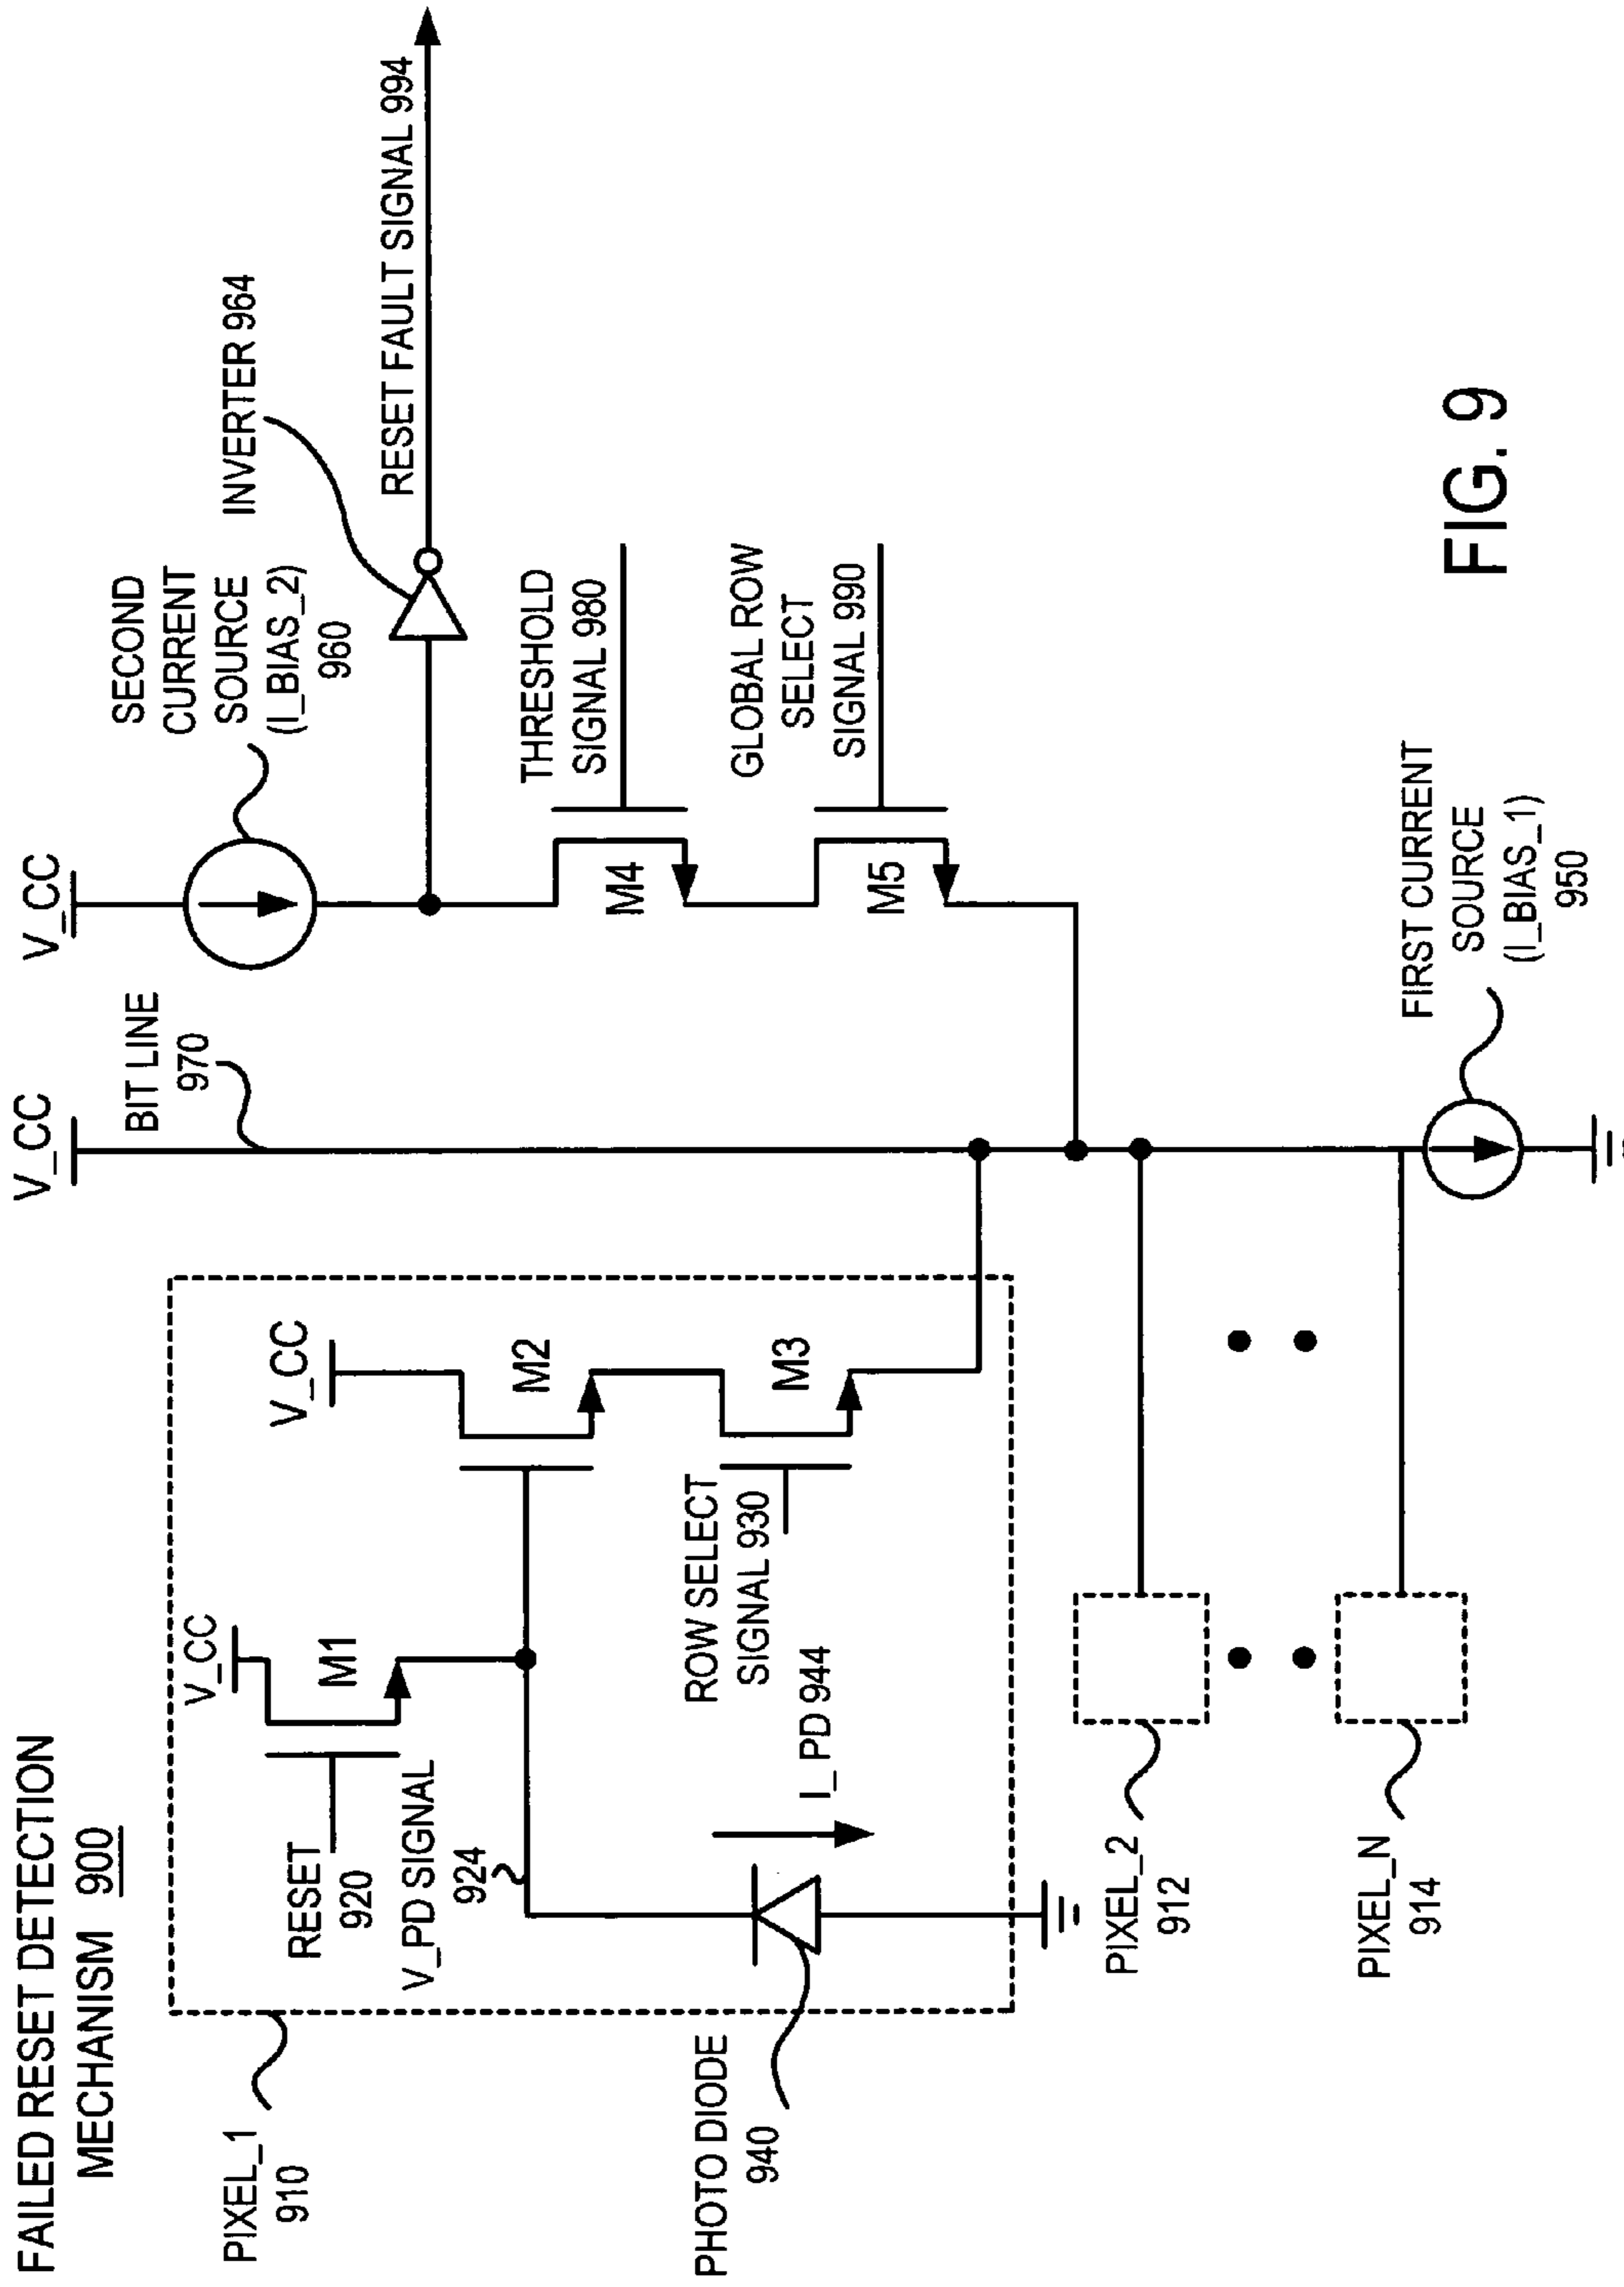 FAILED RESET DETECTION
MECHANISM 900
PIXEL_1
910
V_CC
M1
RESET
920
V_PD SIGNAL
924
V_CC
M2
M3
ROW SELECT
SIGNAL 930
I_PD 944
PHOTO DIODE
940
PIXEL_2
912
PIXEL_N
914
V_CC
BIT LINE
970
V_CC
SECOND
CURRENT
SOURCE
(I_BIAS_2)
960
INVERTER 964
RESET FAULT SIGNAL 994
THRESHOLD
SIGNAL 980
M4
GLOBAL ROW
SELECT
SIGNAL 990
M5
FIRST CURRENT
SOURCE
(I_BIAS_1)
950
FIG. 9